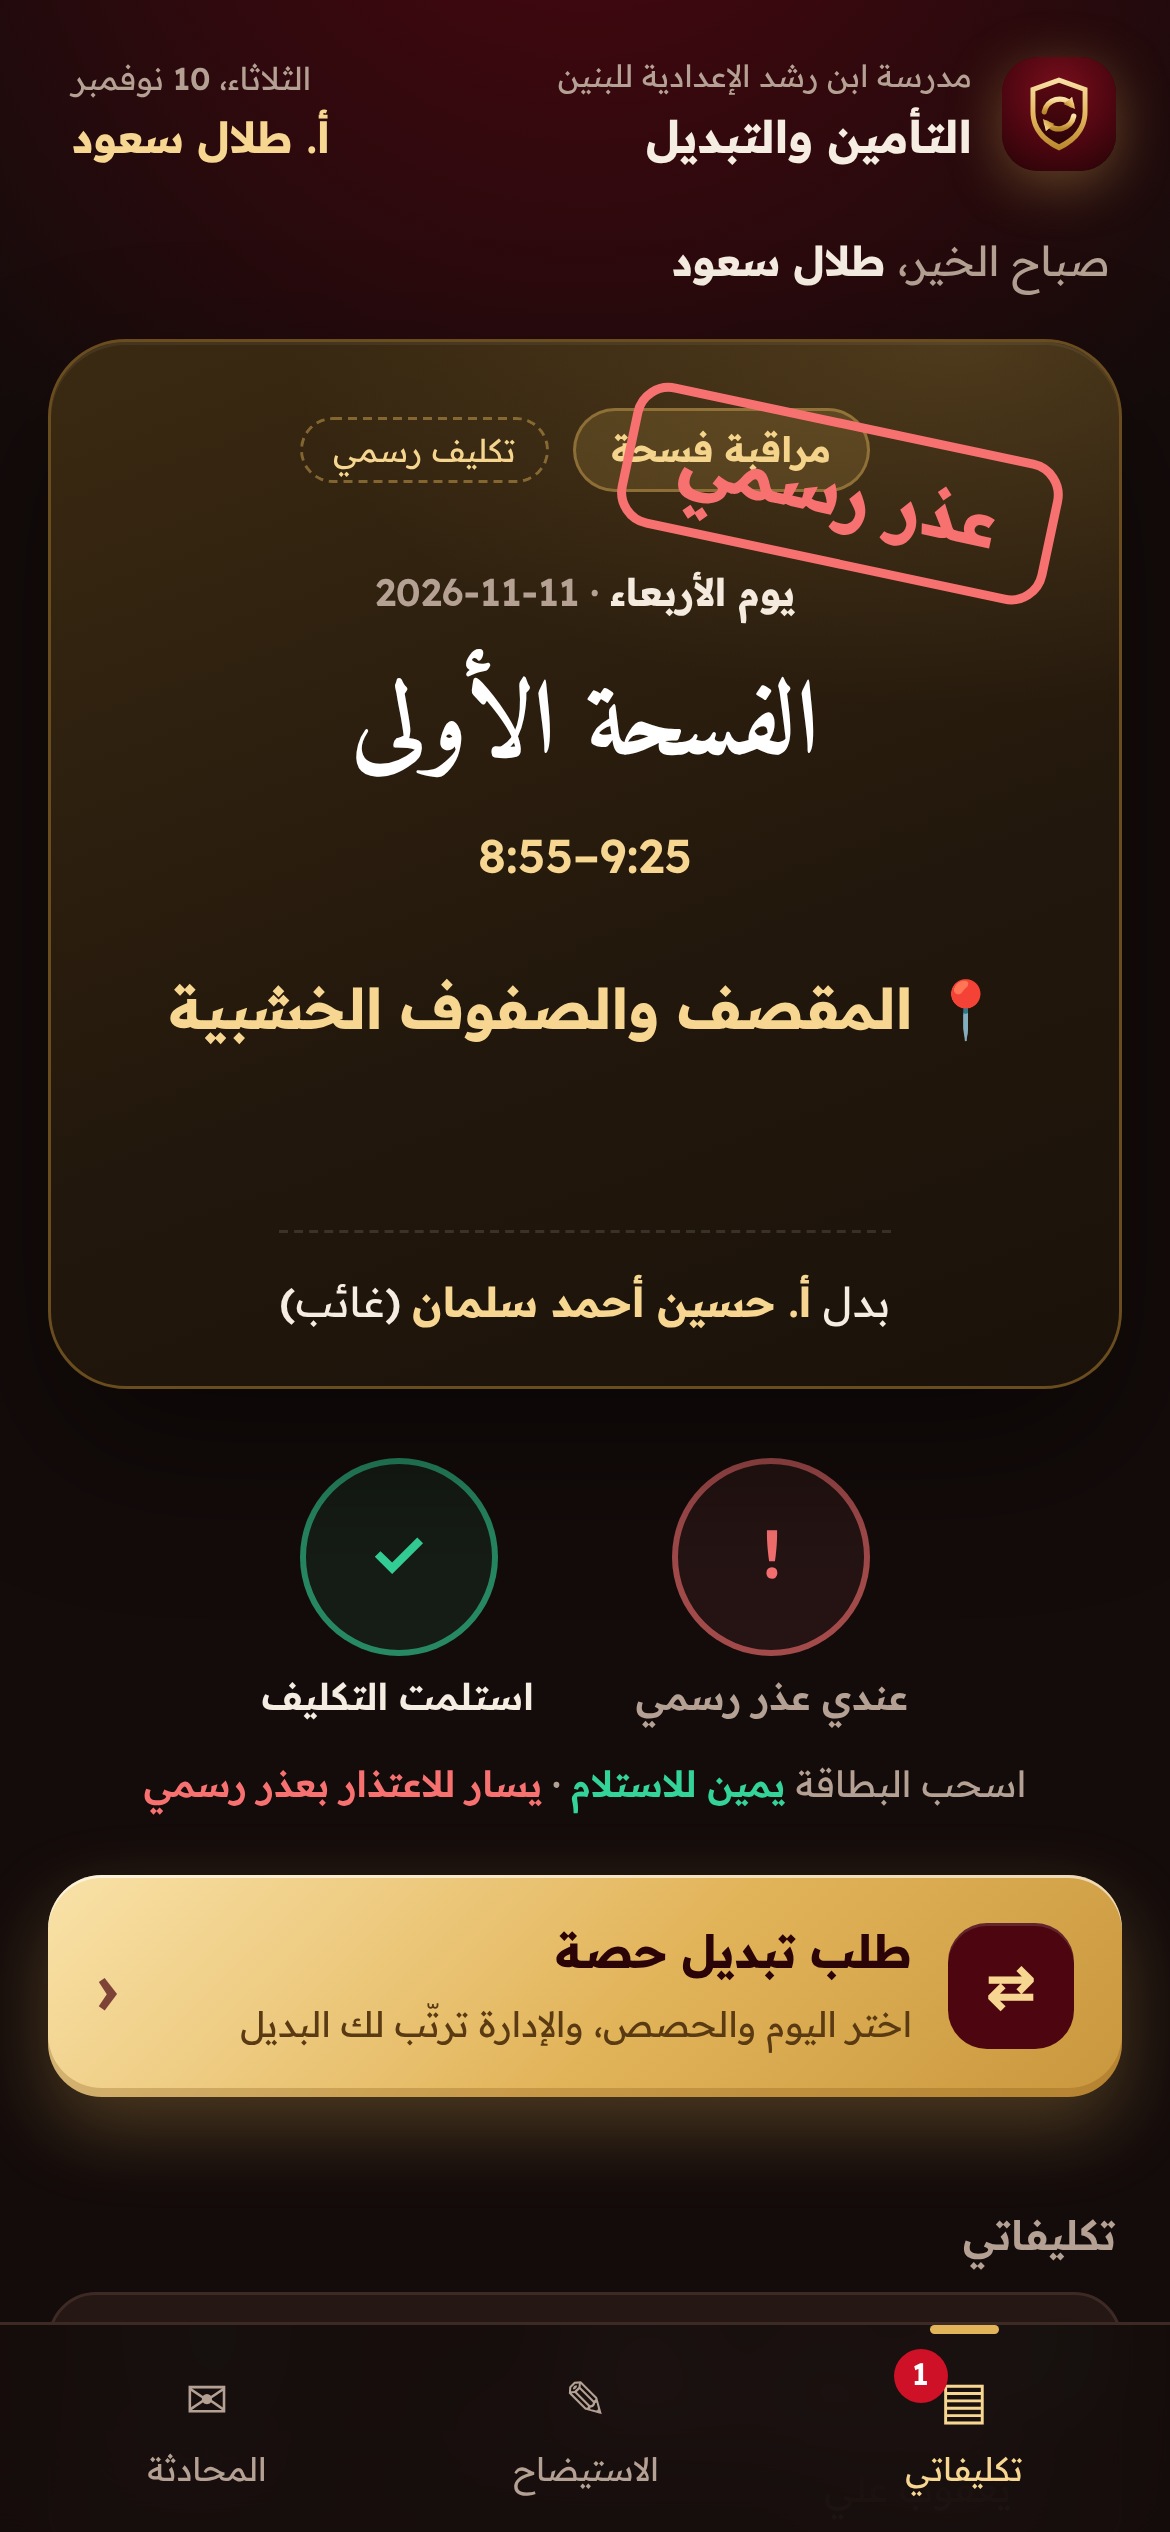 مدرسة ابن رشد الإعدادية للبنين
التأمين والتبديل
الثلاثاء، 10 نوفمبر
أ. طلال سعود
صباح الخير، طلال سعود
مراقبة فسحة
تكليف رسمي
عذر رسمي
يوم الأربعاء · 2026-11-11
الفسحة الأولى
8:55–9:25
المقصف والصفوف الخشبية
بدل أ. حسين أحمد سلمان (غائب)
!
عندي عذر رسمي
استلمت التكليف
اسحب البطاقة يمين للاستلام · يسار للاعتذار بعذر رسمي
طلب تبديل حصة
اختر اليوم والحصص، والإدارة ترتّب لك البديل
تكليفاتي
1
تكليفاتي
الاستيضاح
المحادثة